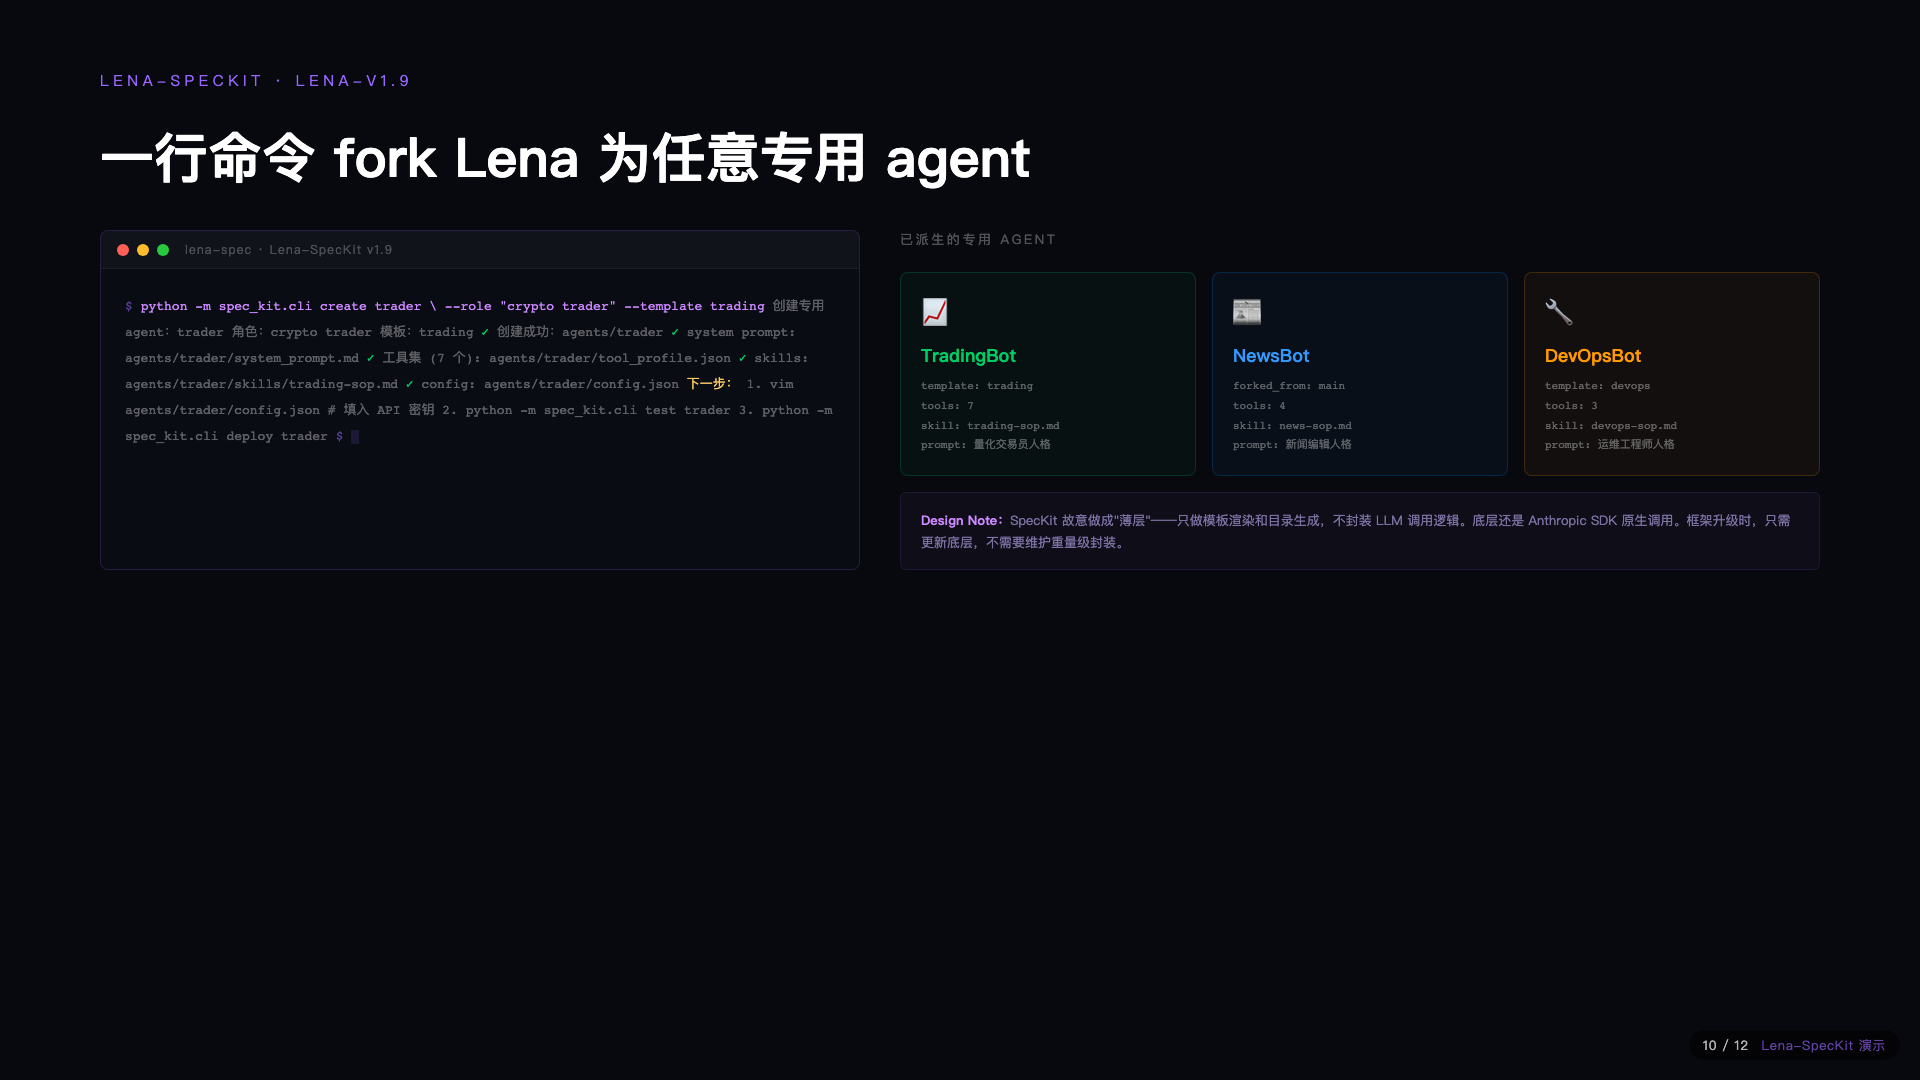 LENA-SPECKIT · LENA-V1.9
一行命令 fork Lena 为任意专用 agent
lena-spec · Lena-SpecKit v1.9
$ python -m spec_kit.cli create trader \ --role "crypto trader" --template trading 创建专用
agent: trader 角色: crypto trader 模板: trading ✓ 创建成功: agents/trader ✓ system prompt:
agents/trader/system_prompt.md ✓ 工具集 (7 个): agents/trader/tool_profile.json ✓ skills:
agents/trader/skills/trading-sop.md ✓ config: agents/trader/config.json 下一步: 1. vim
agents/trader/config.json # 填入 API 密钥 2. python -m spec_kit.cli test trader 3. python -m
spec_kit.cli deploy trader $
已派生的专用 AGENT
TradingBot
template: trading
tools: 7
skill: trading-sop.md
prompt: 量化交易员人格
NewsBot
forked_from: main
tools: 4
skill: news-sop.md
prompt: 新闻编辑人格
DevOpsBot
template: devops
tools: 3
skill: devops-sop.md
prompt: 运维工程师人格
Design Note: SpecKit 故意做成"薄层"——只做模板渲染和目录生成，不封装 LLM 调用逻辑。底层还是 Anthropic SDK 原生调用。框架升级时，只需
更新底层，不需要维护重量级封装。
10 / 12 Lena-SpecKit 演示